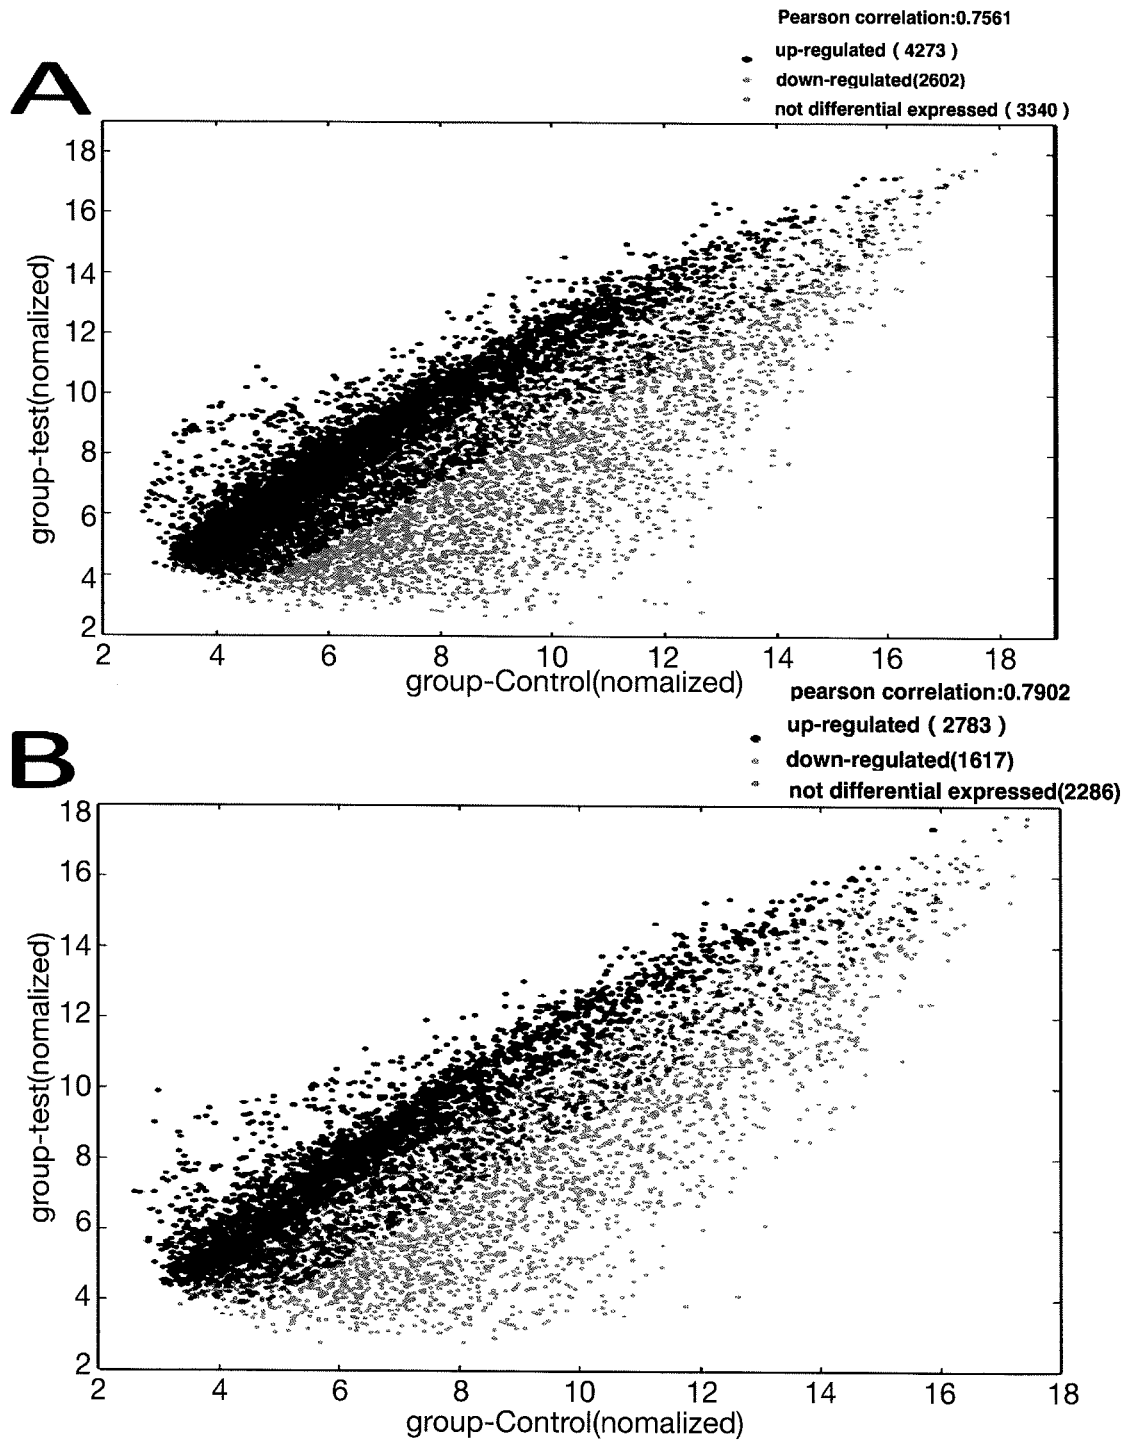 Pearson correlation:0.7561
up-regulated ( 4273 )
down-regulated(2602)
not differential expressed ( 3340 )
A
18
16
14
12
10
8
6
4
2
group-test(nomalized)
2 4 6 8 10 12 14 16 18
group-Control(nomalized)
pearson correlation:0.7902
up-regulated ( 2783 )
down-regulated(1617)
not differential expressed(2286)
B
18
16
14
12
10
8
6
4
2
group-test(nomalized)
2 4 6 8 10 12 14 16 18
group-Control(nomalized)